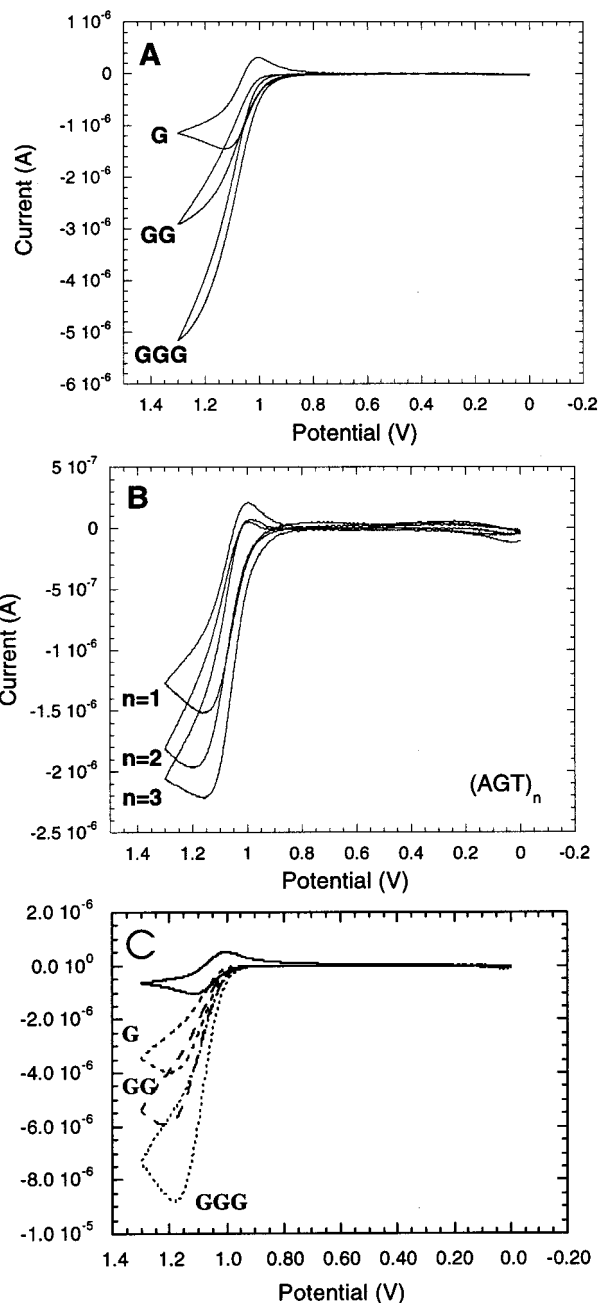 1 10⁻⁶
A
0
-1 10⁻⁶
G
-2 10⁻⁶
-3 10⁻⁶
GG
-4 10⁻⁶
-5 10⁻⁶
GGG
-6 10⁻⁶
Current (A)
1.4 1.2 1 0.8 0.6 0.4 0.2 0 -0.2
Potential (V)
5 10⁻⁷
B
0
-5 10⁻⁷
-1 10⁻⁶
n=1
-1.5 10⁻⁶
n=2
-2 10⁻⁶
n=3
(AGT)ₙ
-2.5 10⁻⁶
Current (A)
1.4 1.2 1 0.8 0.6 0.4 0.2 0 -0.2
Potential (V)
2.0 10⁻⁶
C
0.0 10⁰
-2.0 10⁻⁶
G
-4.0 10⁻⁶
GG
-6.0 10⁻⁶
-8.0 10⁻⁶
GGG
-1.0 10⁻⁵
1.4 1.2 1.0 0.80 0.60 0.40 0.20 0.0 -0.20
Potential (V)